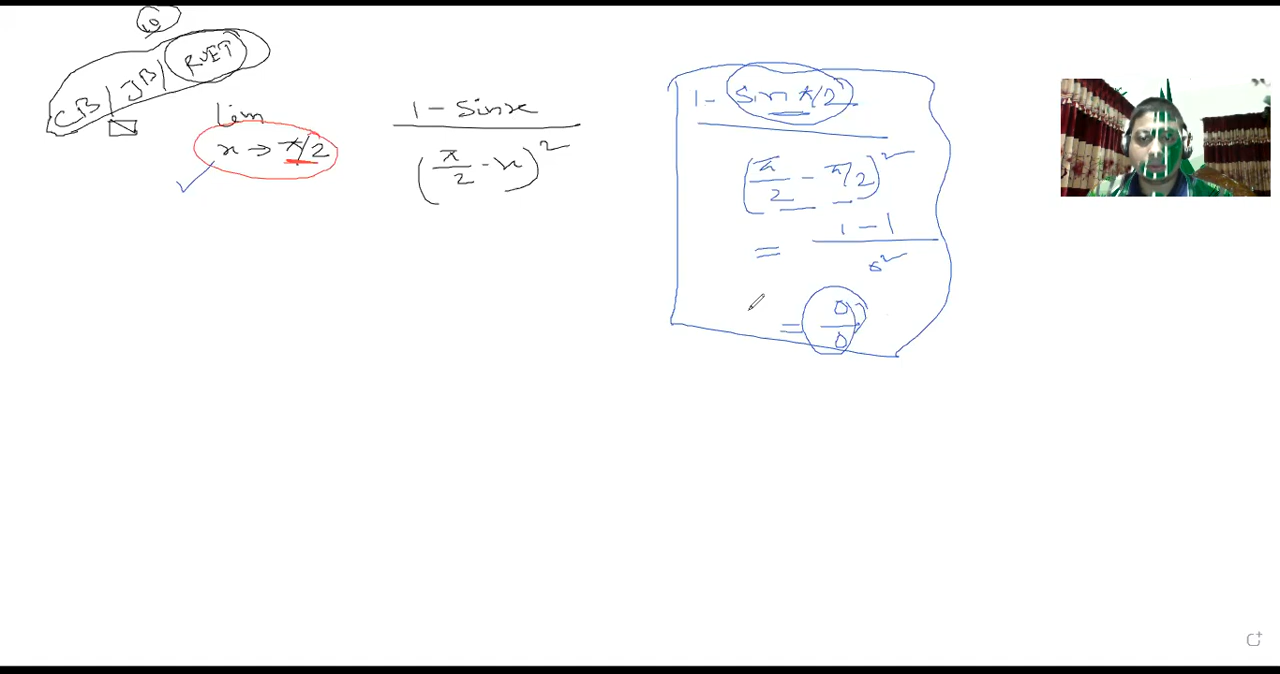 10
CB / JB / RUET
lim x → π/2 (1 - Sinx) / (π/2 - x)²
(1 - Sin π/2) / (π/2 - π/2)²
= (1 - 1) / 0²
= 0/0